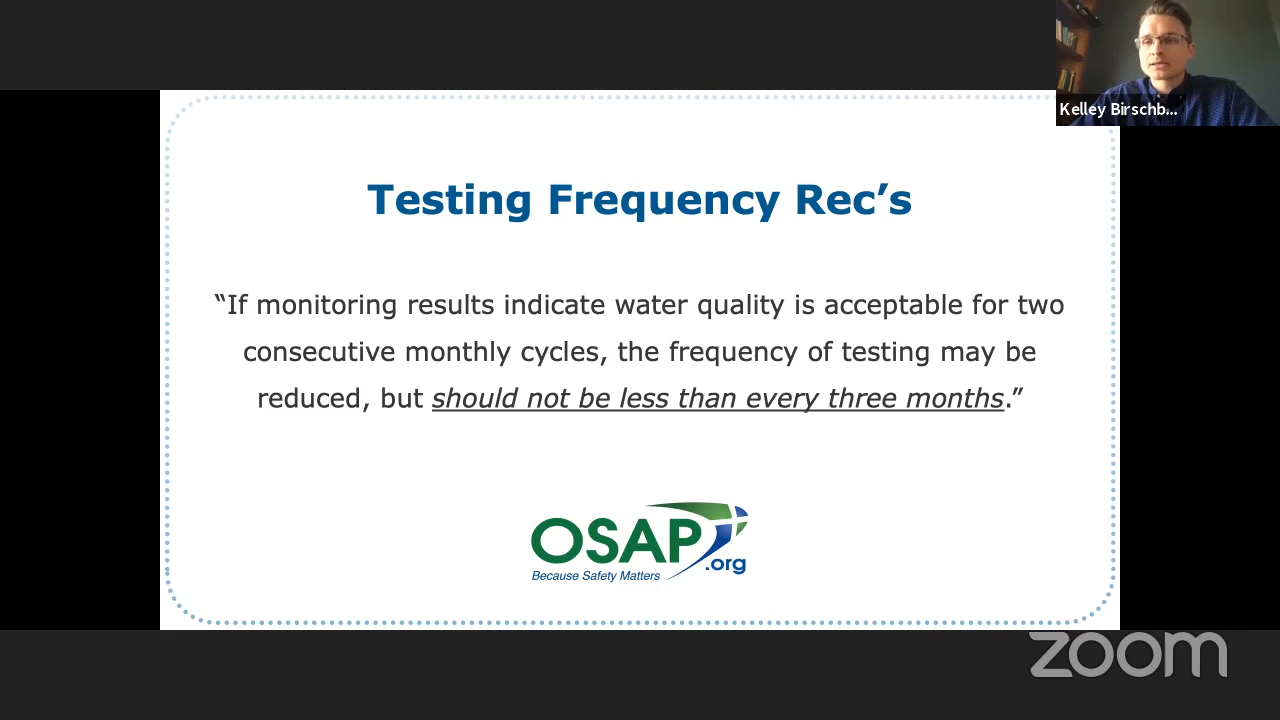 Kelley Birschb...
Testing Frequency Rec’s
“If monitoring results indicate water quality is acceptable for two
consecutive monthly cycles, the frequency of testing may be
reduced, but should not be less than every three months.”
OSAP
.org
Because Safety Matters
zoom